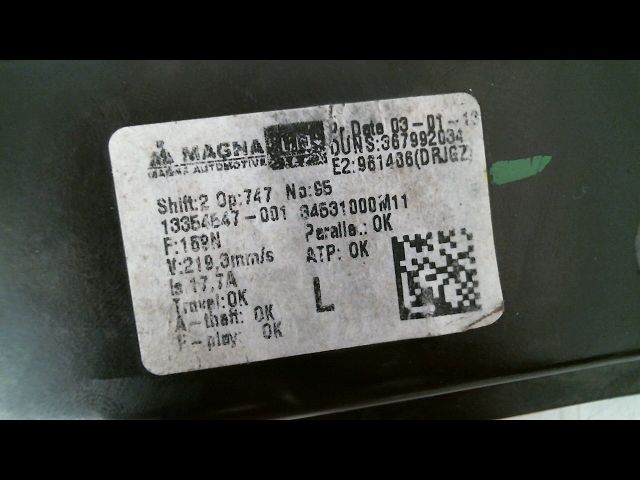 MAGNA
MAGNA AUTOMOTIVE
Pr. Date 03-01-13
DUNS:367992034
E2:961436(DRJGZ)
Shift:2 Op:747 No:95
13354547-001 34531000M11
F:159N Paralle.: OK
V:219,3mm/s ATP: OK
Is:17,7A
Travel:OK L
A-theft: OK
F-play: OK